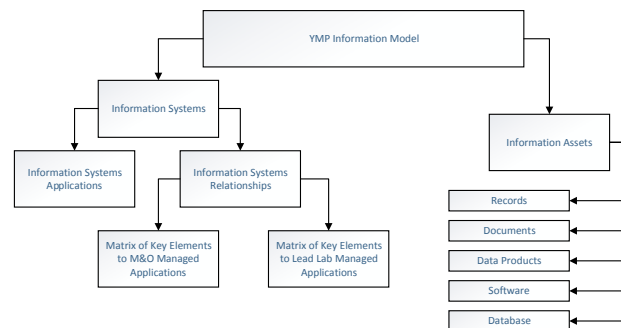 YMP Information Model
Information Systems
Information Assets
Information Systems
Applications
Information Systems
Relationships
Records
Documents
Matrix of Key Elements
to M&O Managed
Applications
Matrix of Key Elements
to Lead Lab Managed
Applications
Data Products
Software
Database